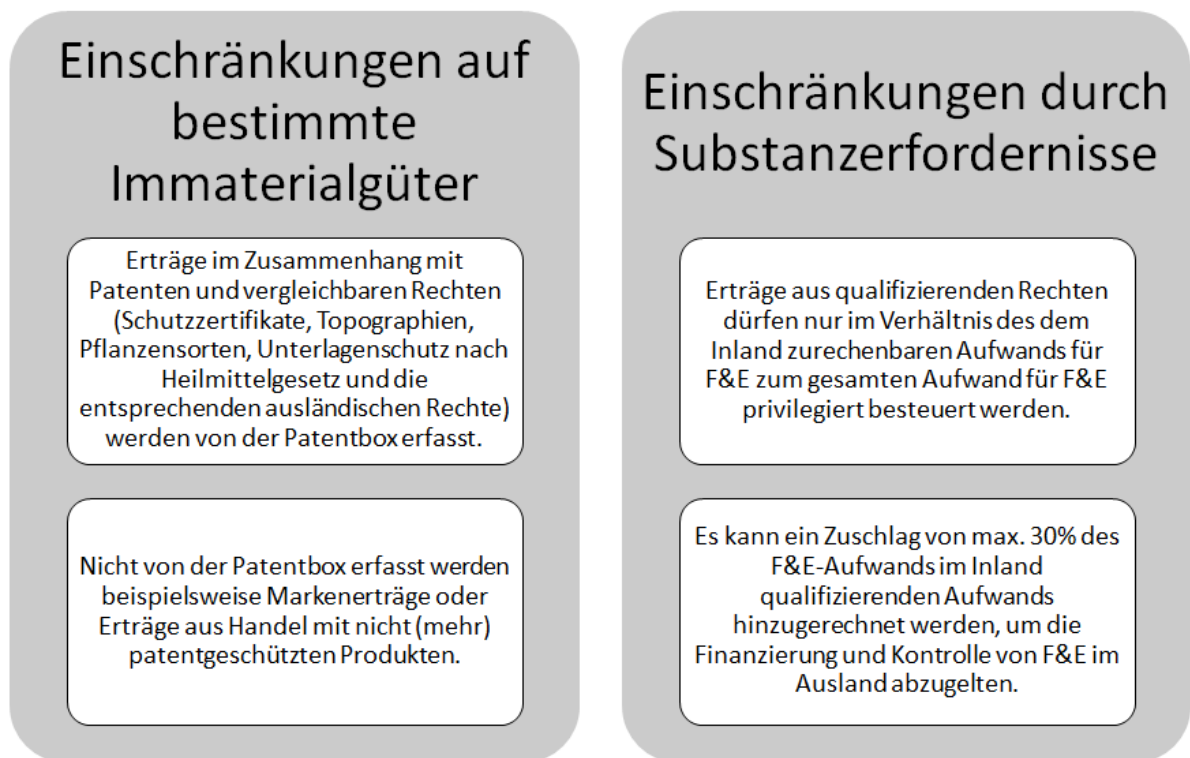 Einschränkungen auf
bestimmte
Immaterialgüter
Erträge im Zusammenhang mit
Patenten und vergleichbaren Rechten
(Schutzzertifikate, Topographien,
Pflanzensorten, Unterlagenschutz nach
Heilmittelgesetz und die
entsprechenden ausländischen Rechte)
werden von der Patentbox erfasst.
Nicht von der Patentbox erfasst werden
beispielsweise Markenerträge oder
Erträge aus Handel mit nicht (mehr)
patentgeschützten Produkten.
Einschränkungen durch
Substanzerfordernisse
Erträge aus qualifizierenden Rechten
dürfen nur im Verhältnis des dem
Inland zurechenbaren Aufwands für
F&E zum gesamten Aufwand für F&E
privilegiert besteuert werden.
Es kann ein Zuschlag von max. 30% des
F&E-Aufwands im Inland
qualifizierenden Aufwands
hinzugerechnet werden, um die
Finanzierung und Kontrolle von F&E im
Ausland abzugelten.